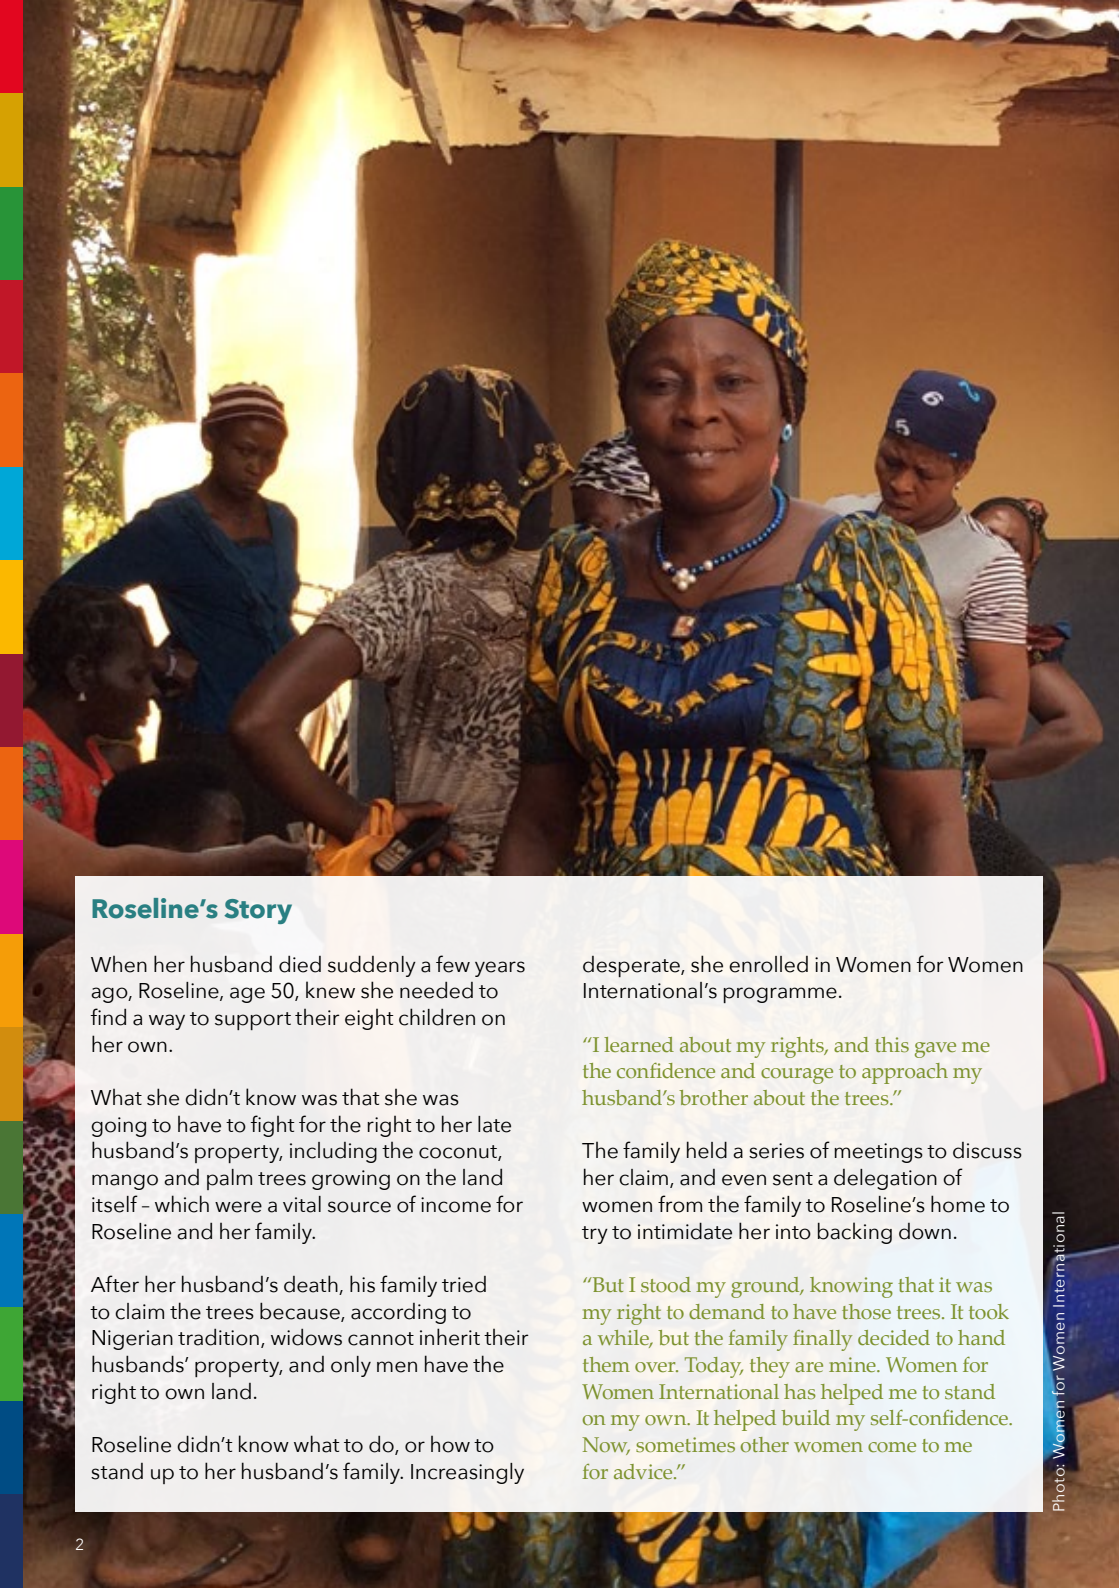 Roseline’s Story
When her husband died suddenly a few years
ago, Roseline, age 50, knew she needed to
find a way to support their eight children on
her own.
What she didn’t know was that she was
going to have to fight for the right to her late
husband’s property, including the coconut,
mango and palm trees growing on the land
itself – which were a vital source of income for
Roseline and her family.
After her husband’s death, his family tried
to claim the trees because, according to
Nigerian tradition, widows cannot inherit their
husbands’ property, and only men have the
right to own land.
Roseline didn’t know what to do, or how to
stand up to her husband’s family. Increasingly
desperate, she enrolled in Women for Women
International’s programme.
“I learned about my rights, and this gave me
the confidence and courage to approach my
husband’s brother about the trees.”
The family held a series of meetings to discuss
her claim, and even sent a delegation of
women from the family to Roseline’s home to
try to intimidate her into backing down.
“But I stood my ground, knowing that it was
my right to demand to have those trees. It took
a while, but the family finally decided to hand
them over. Today, they are mine. Women for
Women International has helped me to stand
on my own. It helped build my self-confidence.
Now, sometimes other women come to me
for advice.”
Photo: Women for Women International
2
6
5
2